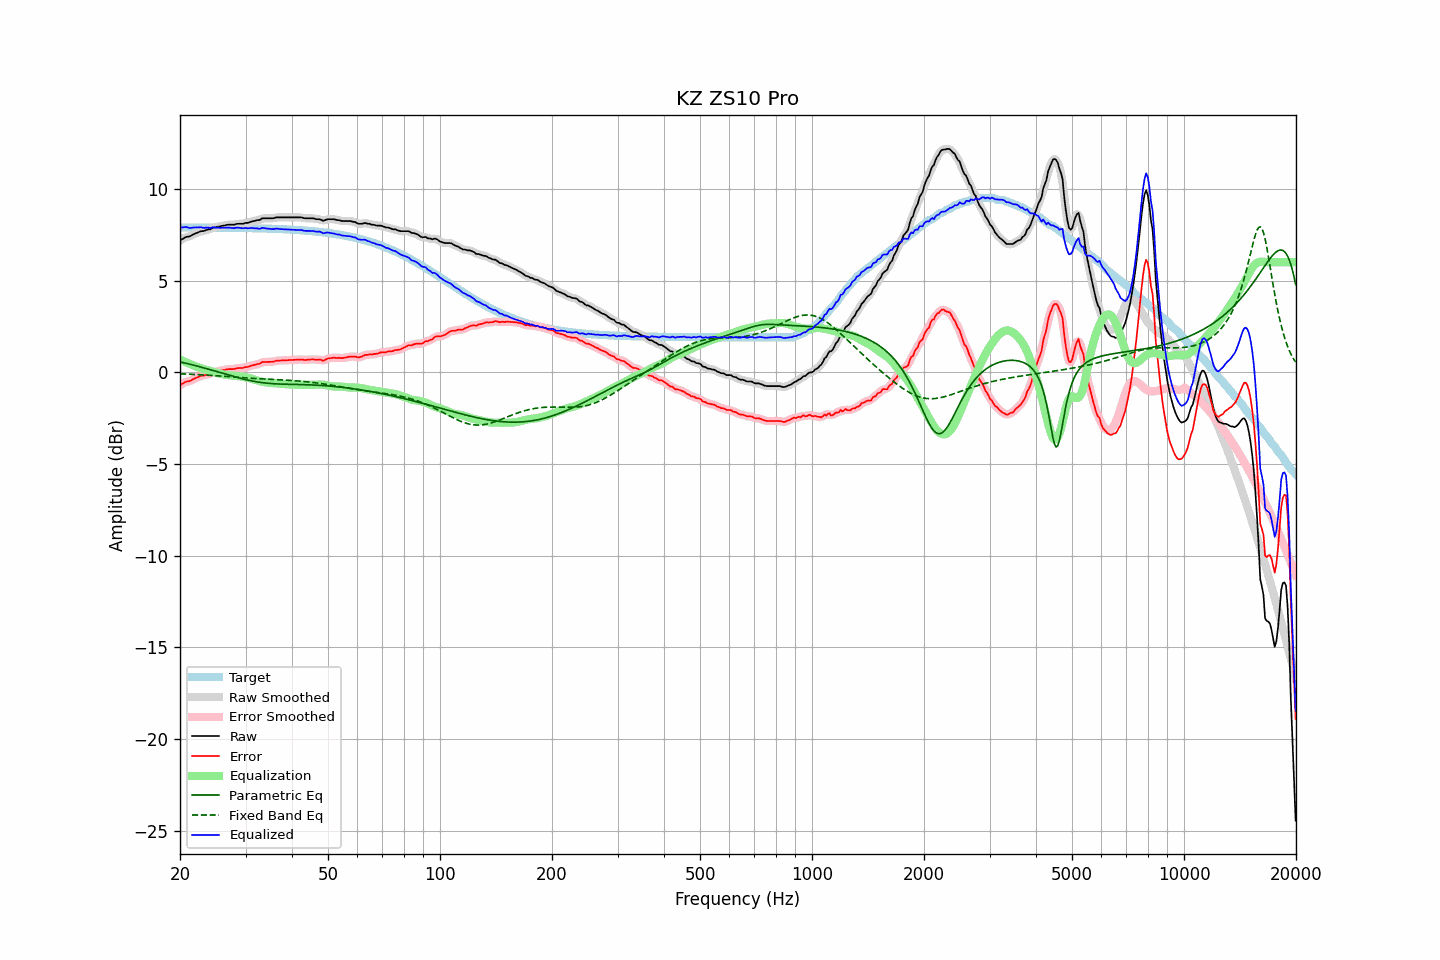 KZ ZS10 Pro
Amplitude (dBr)
10
5
0
−5
−10
−15
−20
−25
Target
Raw Smoothed
Error Smoothed
Raw
Error
Equalization
Parametric Eq
Fixed Band Eq
Equalized
20 50 100 200 500 1000 2000 5000 10000 20000
Frequency (Hz)